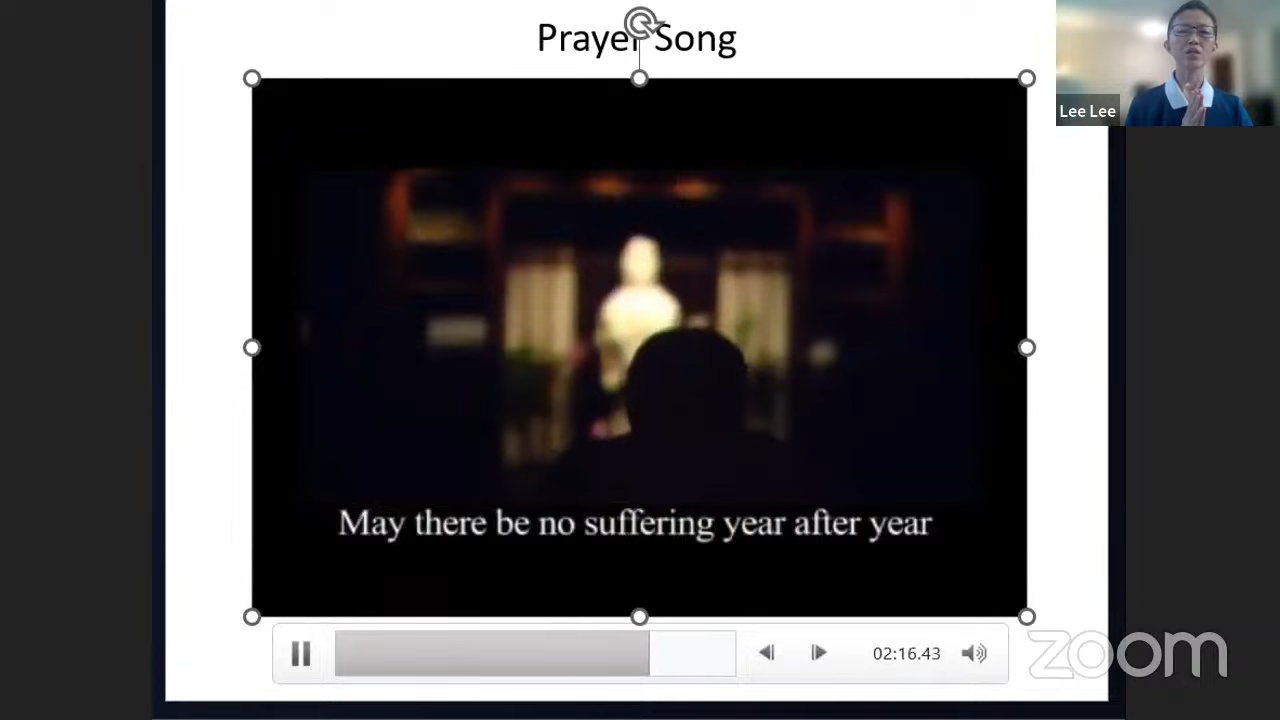 Prayer Song
Lee Lee
May there be no suffering year after year
02:16.43
zoom